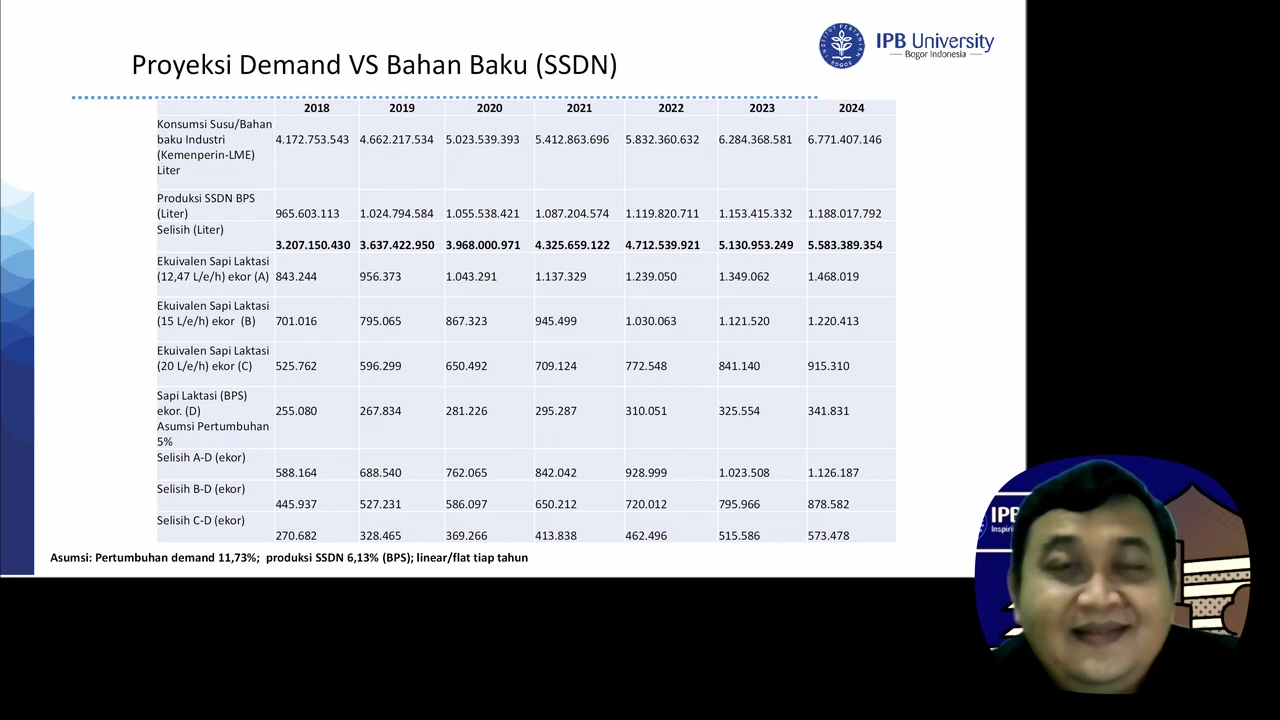 IPB University
Bogor Indonesia
INSTITUT PERTANIAN
BOGOR
Proyeksi Demand VS Bahan Baku (SSDN)
2018 2019 2020 2021 2022 2023 2024
Konsumsi Susu/Bahan
baku Industri
(Kemenperin-LME)
Liter
4.172.753.543 4.662.217.534 5.023.539.393 5.412.863.696 5.832.360.632 6.284.368.581 6.771.407.146
Produksi SSDN BPS
(Liter)
965.603.113 1.024.794.584 1.055.538.421 1.087.204.574 1.119.820.711 1.153.415.332 1.188.017.792
Selisih (Liter)
3.207.150.430 3.637.422.950 3.968.000.971 4.325.659.122 4.712.539.921 5.130.953.249 5.583.389.354
Ekuivalen Sapi Laktasi
(12,47 L/e/h) ekor (A)
843.244 956.373 1.043.291 1.137.329 1.239.050 1.349.062 1.468.019
Ekuivalen Sapi Laktasi
(15 L/e/h) ekor (B)
701.016 795.065 867.323 945.499 1.030.063 1.121.520 1.220.413
Ekuivalen Sapi Laktasi
(20 L/e/h) ekor (C)
525.762 596.299 650.492 709.124 772.548 841.140 915.310
Sapi Laktasi (BPS)
ekor. (D)
Asumsi Pertumbuhan
5%
255.080 267.834 281.226 295.287 310.051 325.554 341.831
Selisih A-D (ekor)
588.164 688.540 762.065 842.042 928.999 1.023.508 1.126.187
Selisih B-D (ekor)
445.937 527.231 586.097 650.212 720.012 795.966 878.582
Selisih C-D (ekor)
270.682 328.465 369.266 413.838 462.496 515.586 573.478
Asumsi: Pertumbuhan demand 11,73%; produksi SSDN 6,13% (BPS); linear/flat tiap tahun
IPB